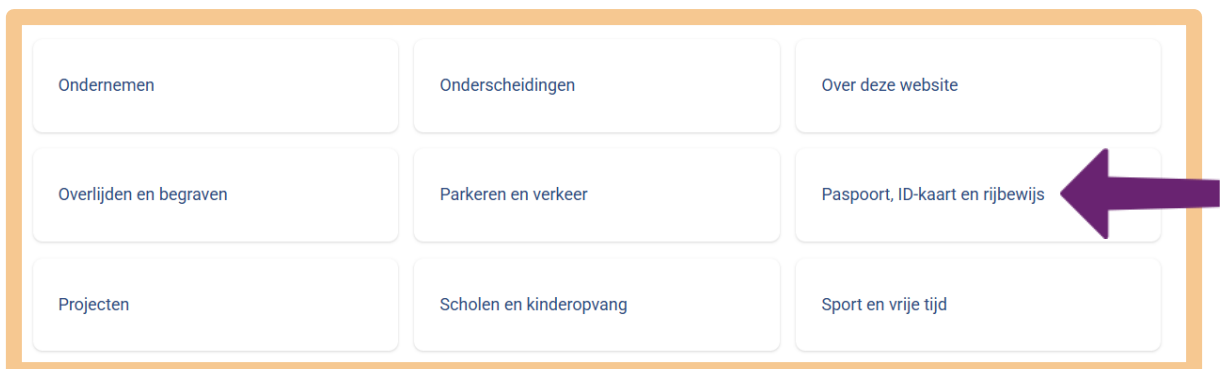 Ondernemen
Onderscheidingen
Over deze website
Overlijden en begraven
Parkeren en verkeer
Paspoort, ID-kaart en rijbewijs
Projecten
Scholen en kinderopvang
Sport en vrije tijd